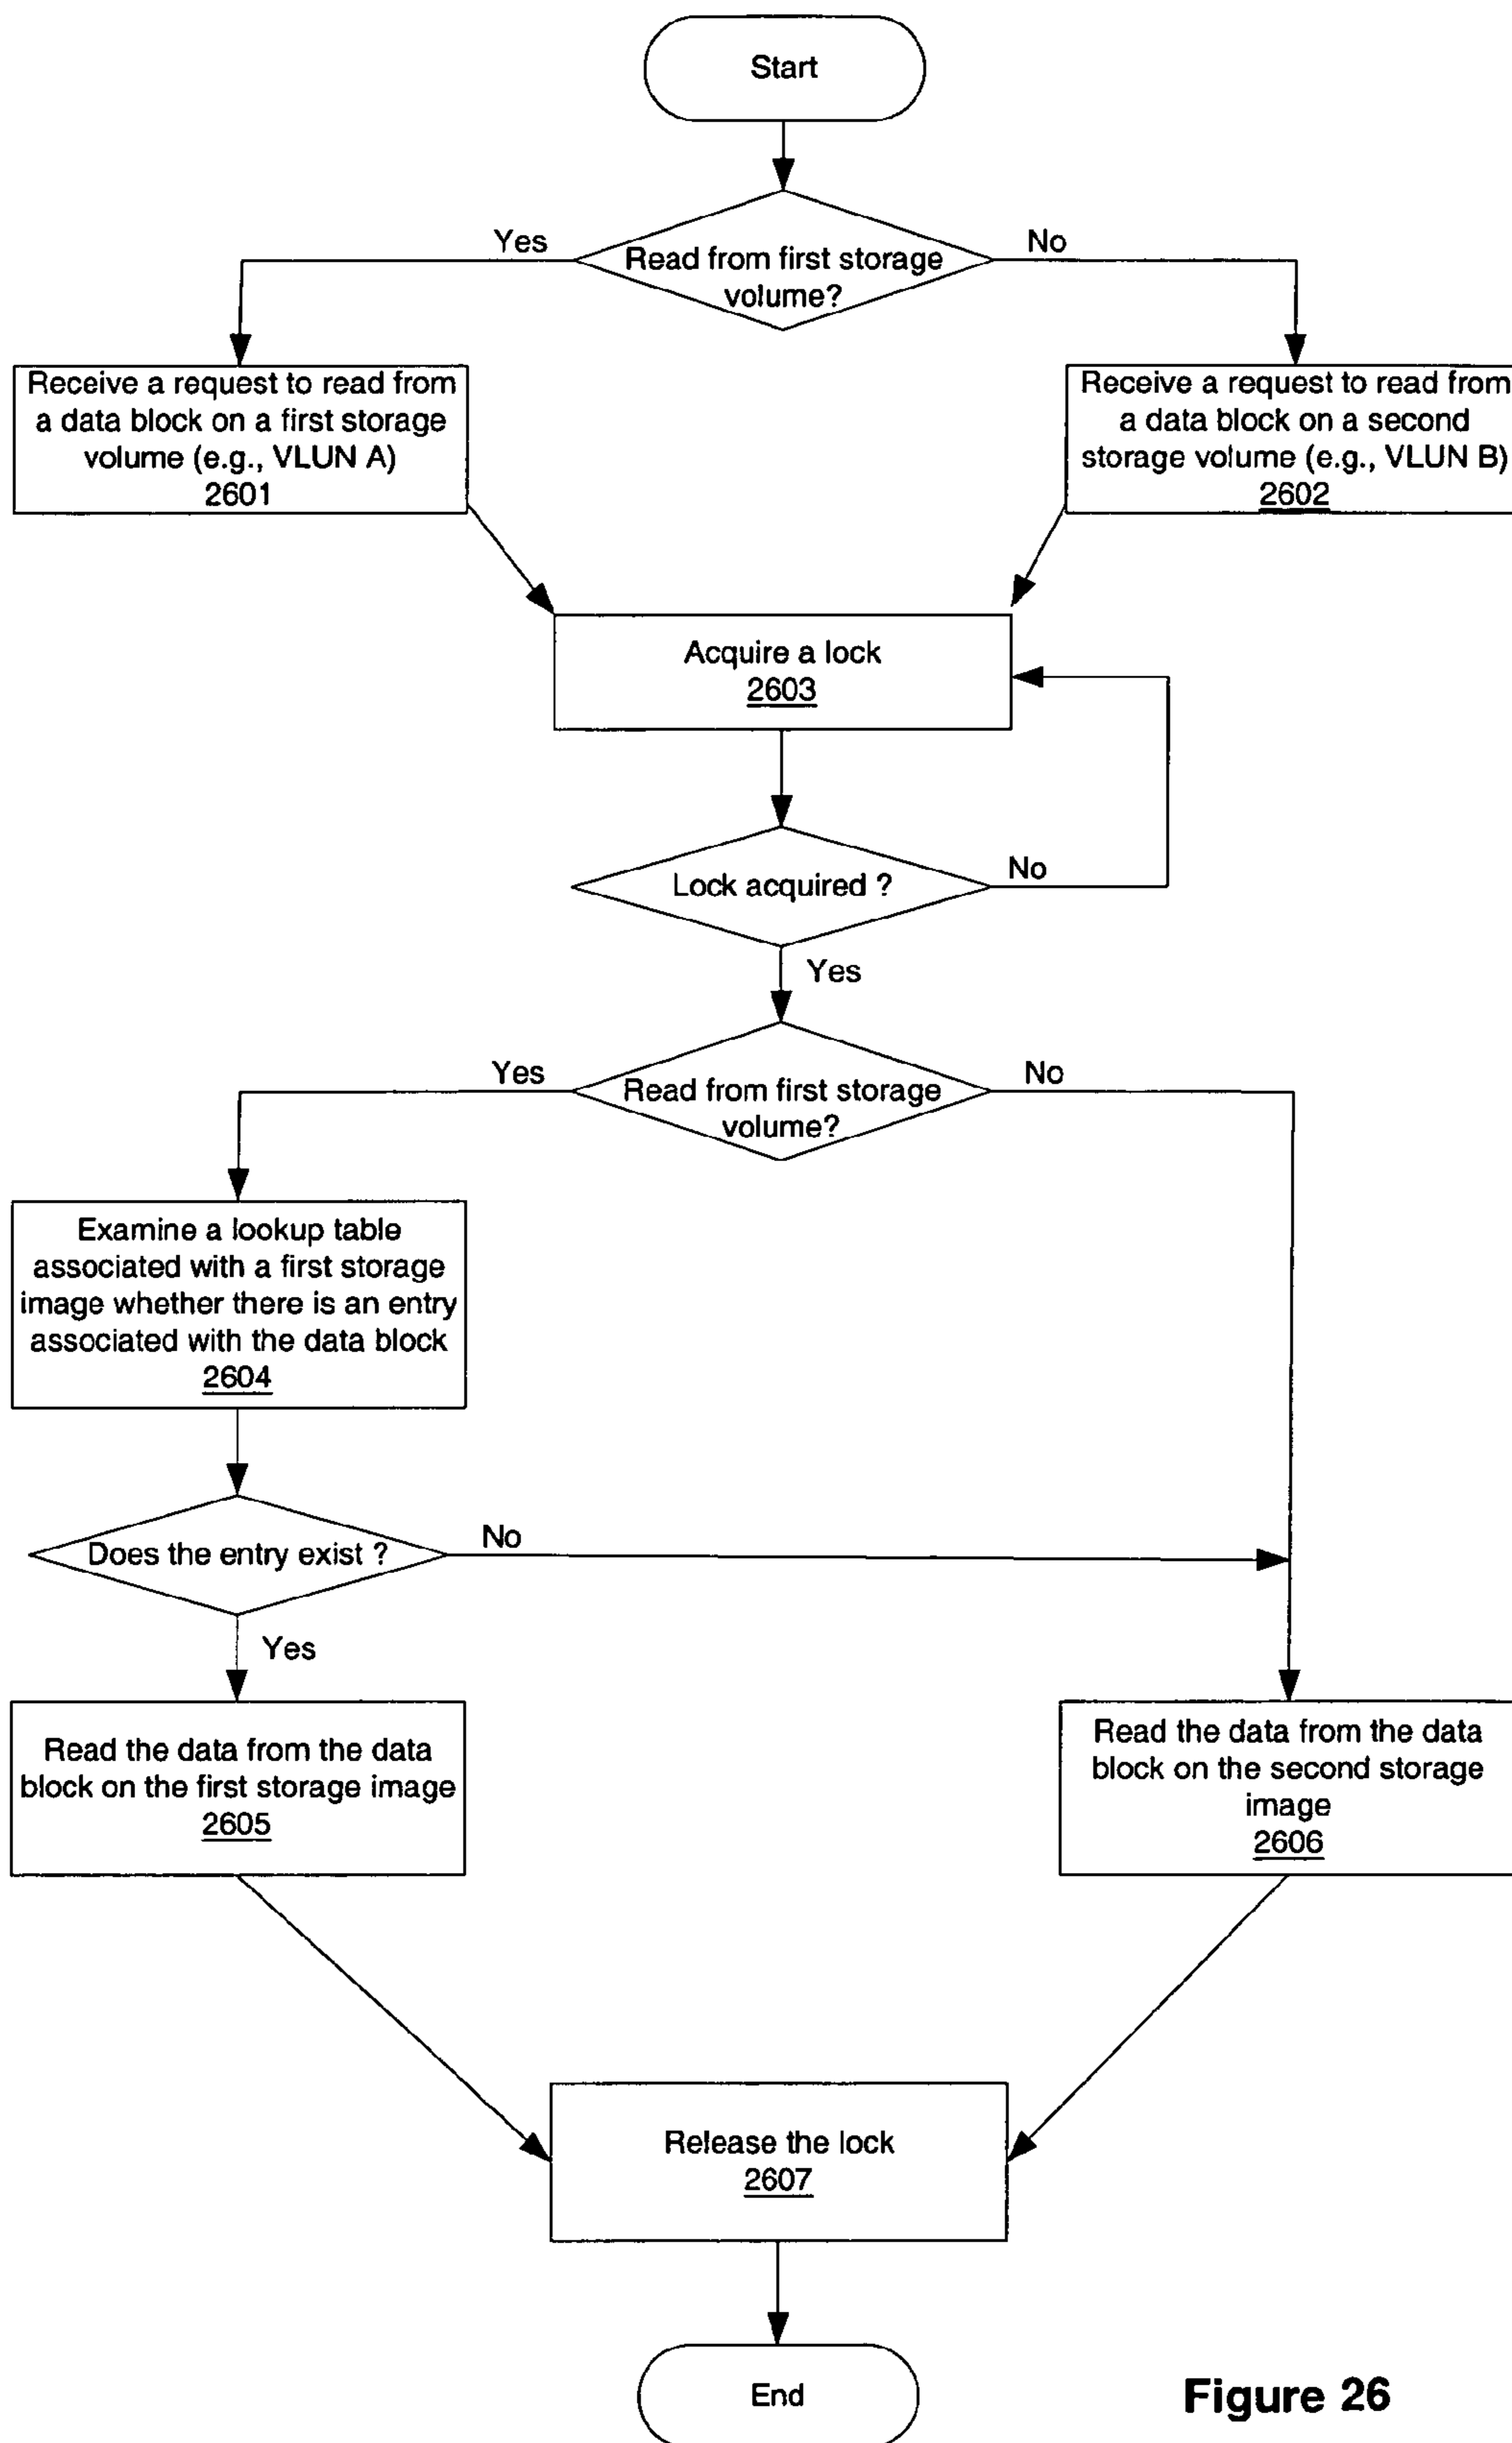 Start
Yes
No
Read from first storage
volume?
Receive a request to read from
a data block on a first storage
volume (e.g., VLUN A)
2601
Receive a request to read from
a data block on a second
storage volume (e.g., VLUN B)
2602
Acquire a lock
2603
Lock acquired ?
No
Yes
Yes
No
Read from first storage
volume?
Examine a lookup table
associated with a first storage
image whether there is an entry
associated with the data block
2604
Does the entry exist ?
No
Yes
Read the data from the data
block on the first storage image
2605
Read the data from the data
block on the second storage
image
2606
Release the lock
2607
End
Figure 26